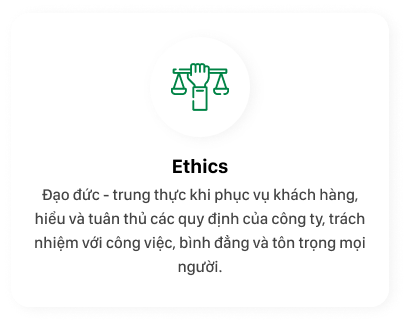 Ethics
Đạo đức - trung thực khi phục vụ khách hàng,
hiểu và tuân thủ các quy định của công ty, trách
nhiệm với công việc, bình đẳng và tôn trọng mọi
người.